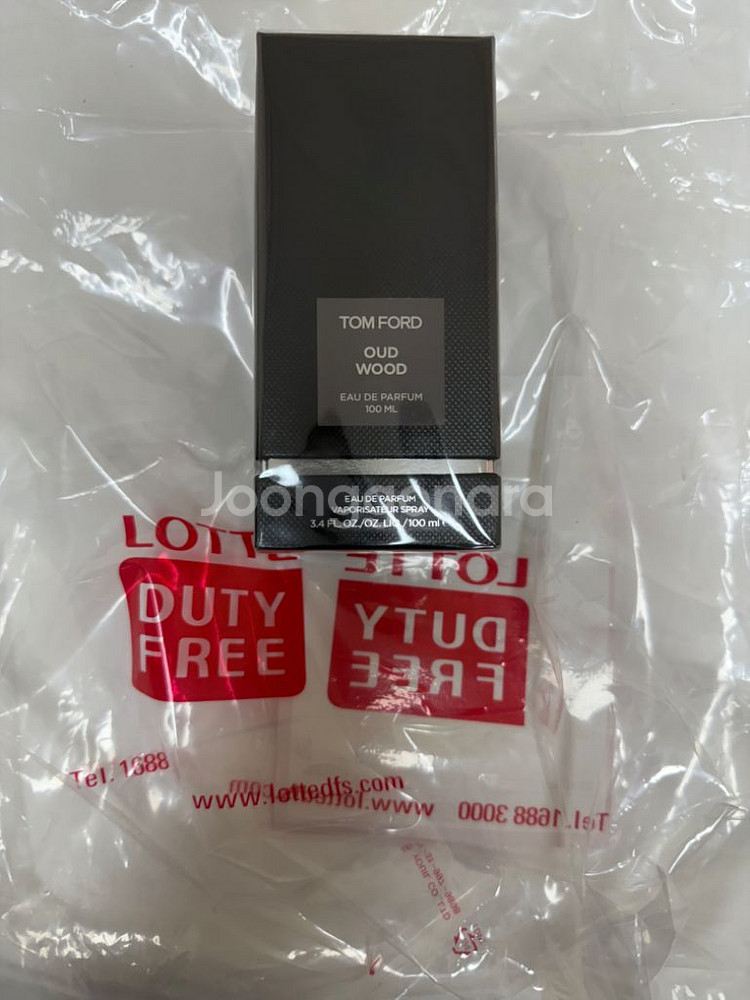 TOM FORD
OUD
WOOD
EAU DE PARFUM
100 ML
EAU DE PARFUM
VAPORISATEUR SPRAY
3.4 FL. OZ./OZ. LIQ./100 ml
Joonggonara
LOTTE
LOTTE
DUTY
FREE
DUTY
FREE
Tel. 1688
www.lottedfs.com
www.lotte
.com
Tel. 1688 3000